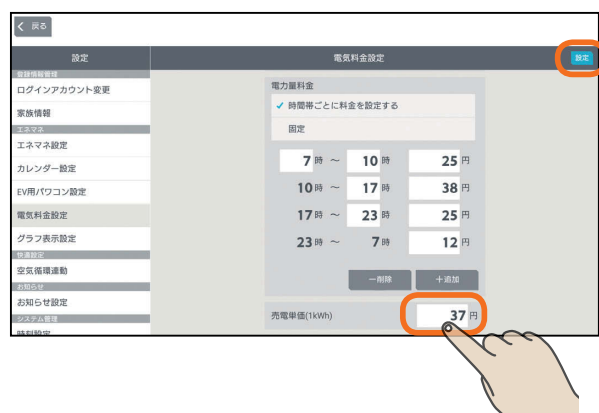 戻る
設定
電気料金設定
設定
登録情報管理
ログインアカウント変更
家族情報
エネマネ
エネマネ設定
カレンダー設定
EV用パワコン設定
電気料金設定
グラフ表示設定
快適設定
空気循環連動
お知らせ
お知らせ設定
システム管理
時刻設定
電力量料金
✓ 時間帯ごとに料金を設定する
固定
7時 ～ 10時 25円
10時 ～ 17時 38円
17時 ～ 23時 25円
23時 ～ 7時 12円
－削除 ＋追加
売電単価(1kWh) 37円